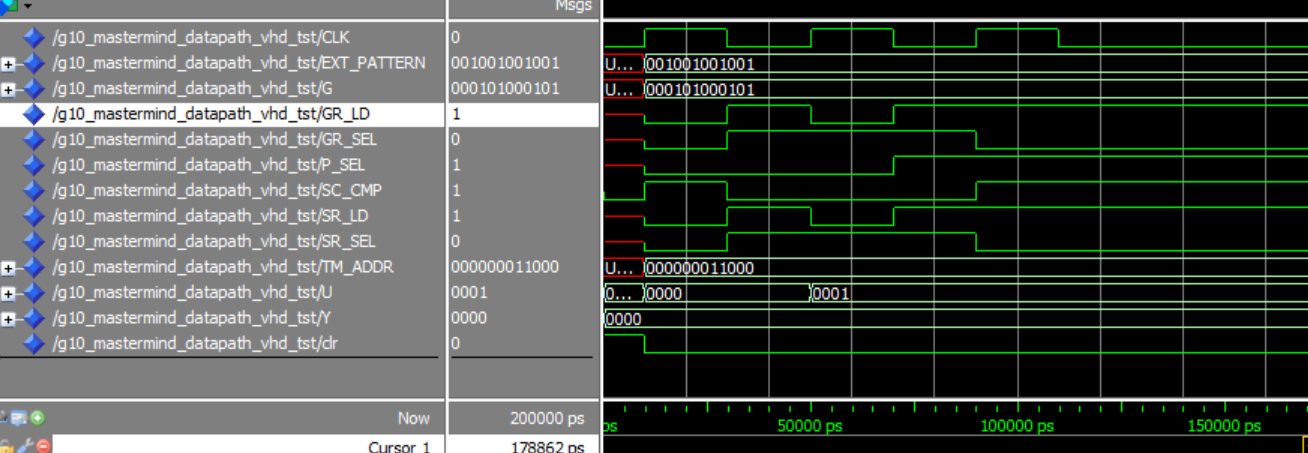 Msgs
/g10_mastermind_datapath_vhd_tst/CLK 0
/g10_mastermind_datapath_vhd_tst/EXT_PATTERN 001001001001 U... 001001001001
/g10_mastermind_datapath_vhd_tst/G 000101000101 U... 000101000101
/g10_mastermind_datapath_vhd_tst/GR_LD 1
/g10_mastermind_datapath_vhd_tst/GR_SEL 0
/g10_mastermind_datapath_vhd_tst/P_SEL 1
/g10_mastermind_datapath_vhd_tst/SC_CMP 1
/g10_mastermind_datapath_vhd_tst/SR_LD 1
/g10_mastermind_datapath_vhd_tst/SR_SEL 0
/g10_mastermind_datapath_vhd_tst/TM_ADDR 000000011000 U... 000000011000
/g10_mastermind_datapath_vhd_tst/U 0001 0... 0000 0001
/g10_mastermind_datapath_vhd_tst/Y 0000 0000
/g10_mastermind_datapath_vhd_tst/clr 0
Now 200000 ps ps 50000 ps 100000 ps 150000 ps
Cursor 1 178862 ps